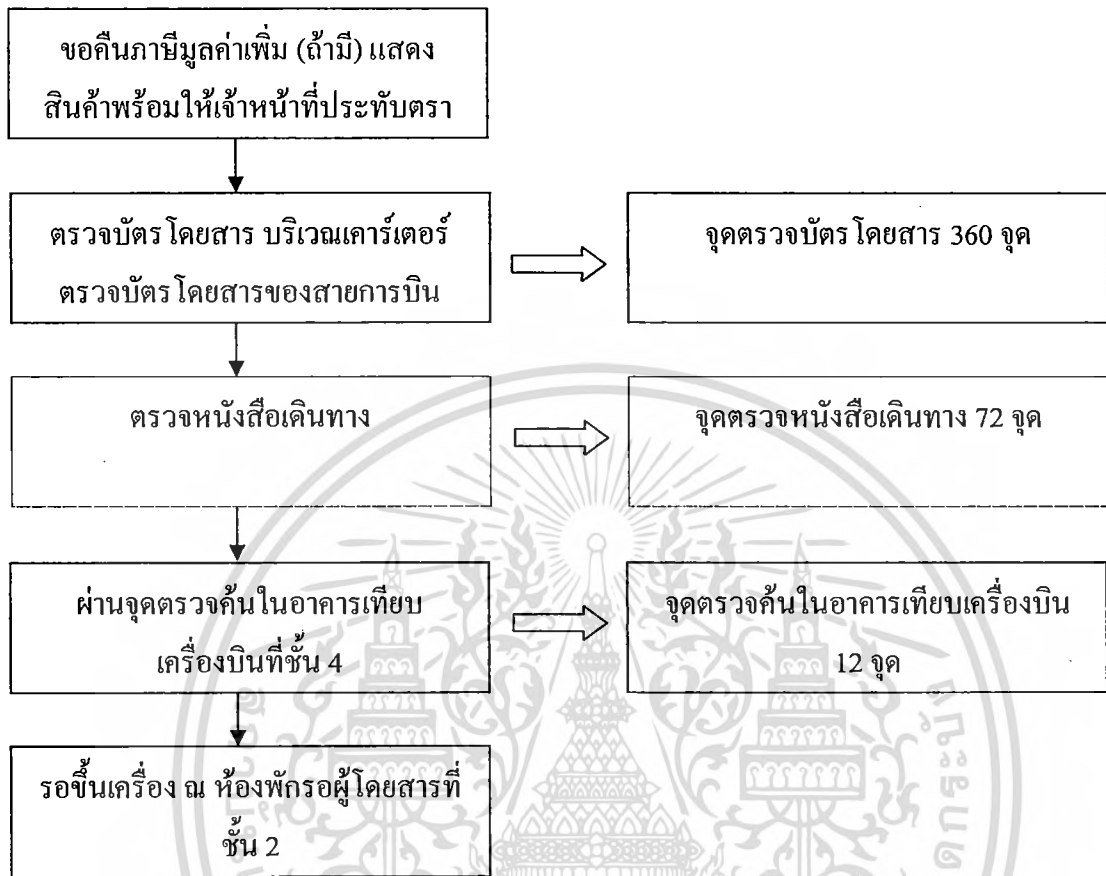 ขอคืนภาษีมูลค่าเพิ่ม (ถ้ามี) แสดง
สินค้าพร้อมให้เจ้าหน้าที่ประทับตรา
ตรวจบัตรโดยสาร บริเวณเคาร์เตอร์
ตรวจบัตรโดยสารของสายการบิน
จุดตรวจบัตรโดยสาร 360 จุด
ตรวจหนังสือเดินทาง
จุดตรวจหนังสือเดินทาง 72 จุด
ผ่านจุดตรวจค้นในอาคารเทียบ
เครื่องบินที่ชั้น 4
จุดตรวจค้นในอาคารเทียบเครื่องบิน
12 จุด
รอขึ้นเครื่อง ณ ห้องพักรอผู้โดยสารที่
ชั้น 2